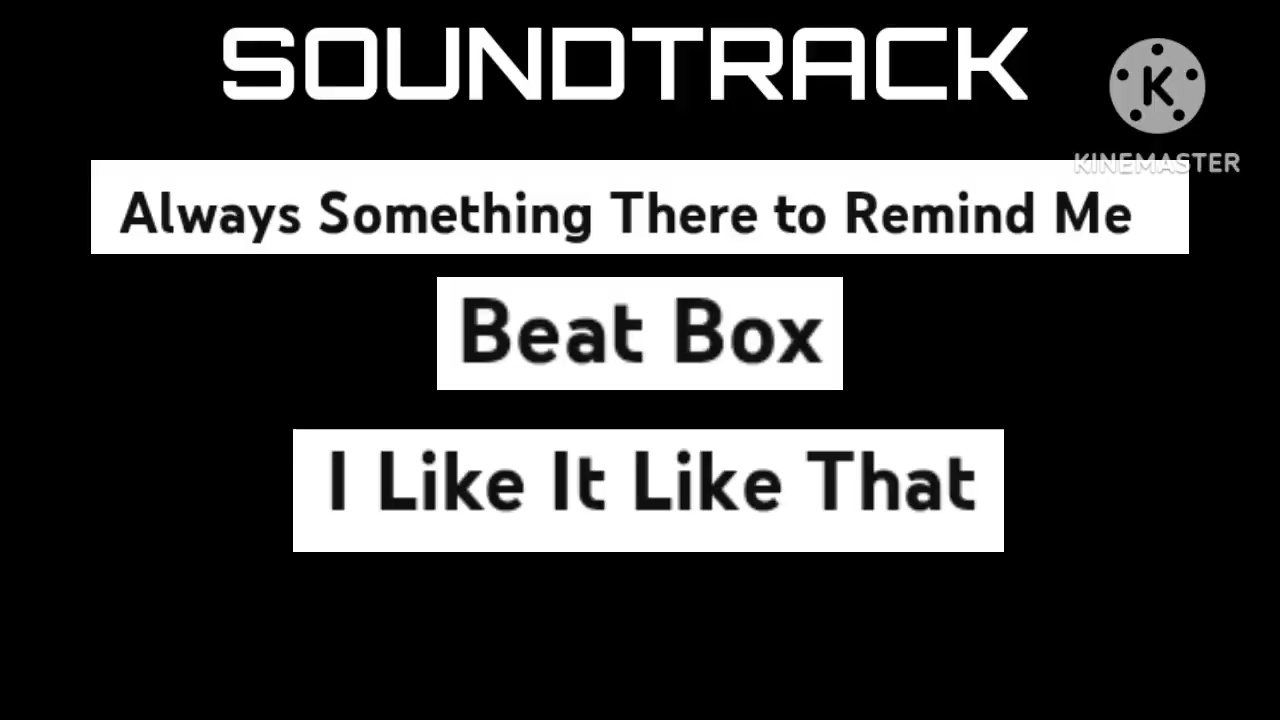 SOUNDTRACK
K
KINEMASTER
Always Something There to Remind Me
Beat Box
I Like It Like That